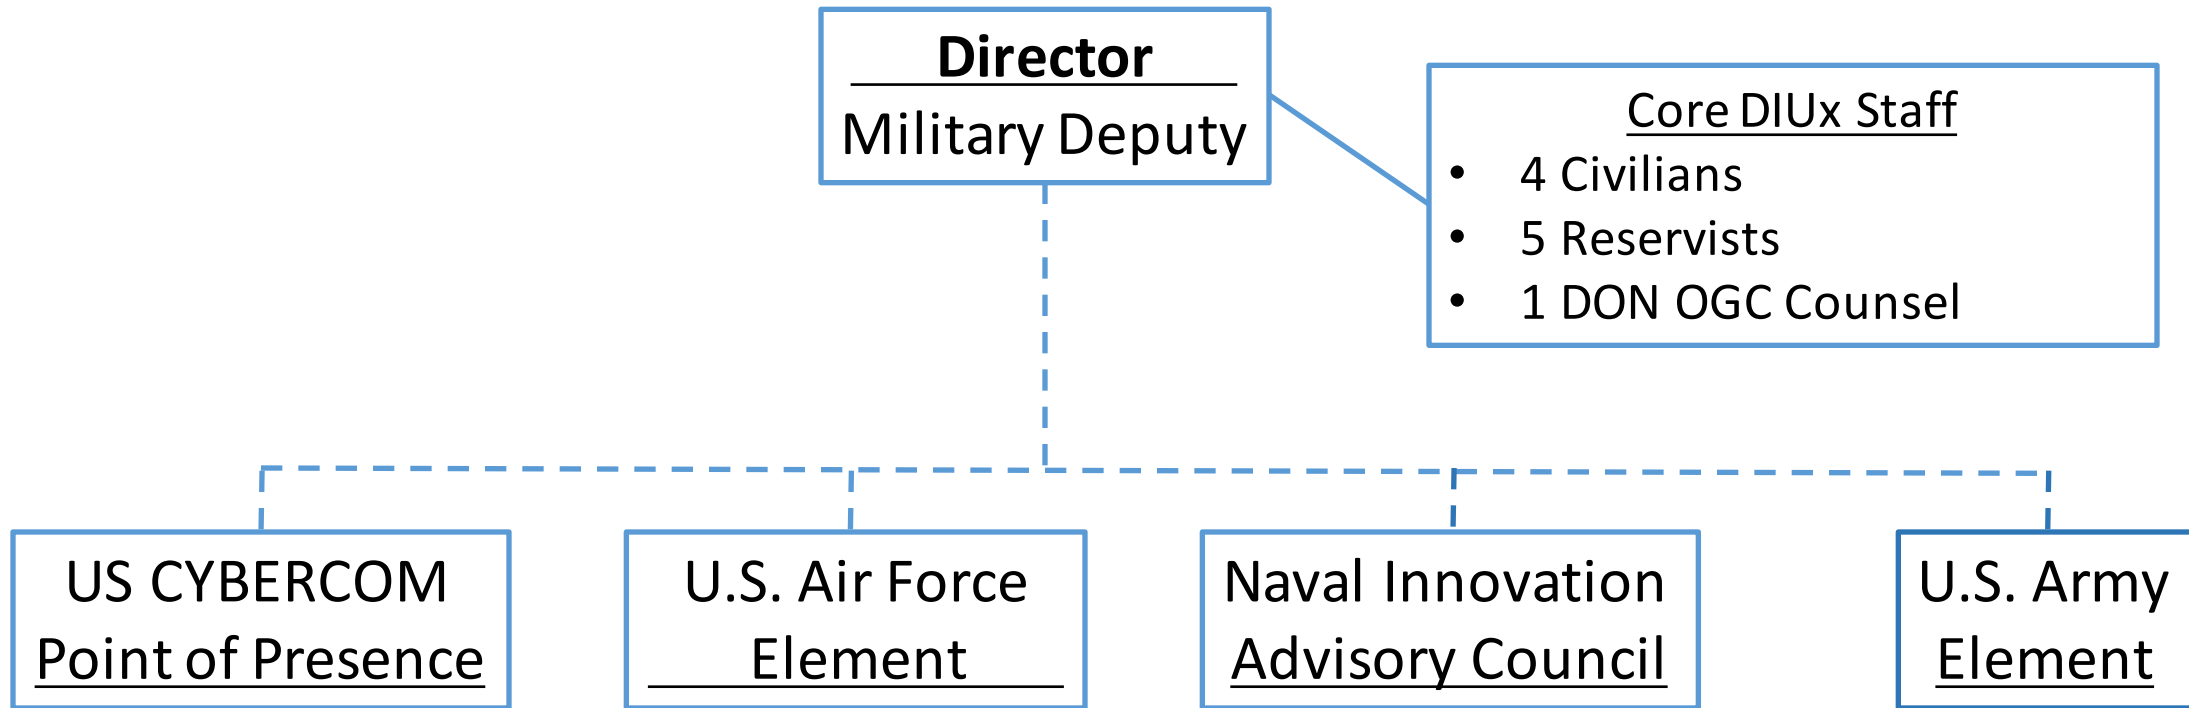 Director
Military Deputy
Core DIUx Staff
• 4 Civilians
• 5 Reservists
• 1 DON OGC Counsel
US CYBERCOM
Point of Presence
U.S. Air Force
Element
Naval Innovation
Advisory Council
U.S. Army
Element